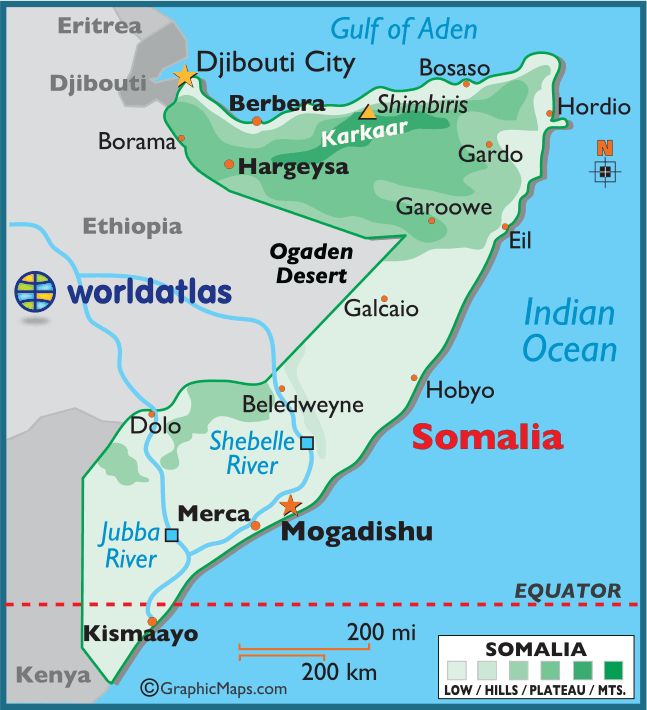 Eritrea
Gulf of Aden
Djibouti City
Djibouti
Bosaso
Berbera
Shimbiris
Hordio
Karkaar
Borama
N
Gardo
Hargeysa
Garoowe
Ethiopia
Eil
Ogaden
Desert
worldatlas
Galcaio
Indian
Ocean
Hobyo
Beledweyne
Dolo
Somalia
Shebelle
River
Merca
Mogadishu
Jubba
River
EQUATOR
Kismaayo
200 mi
200 km
Kenya
©GraphicMaps.com
SOMALIA
LOW / HILLS / PLATEAU / MTS.